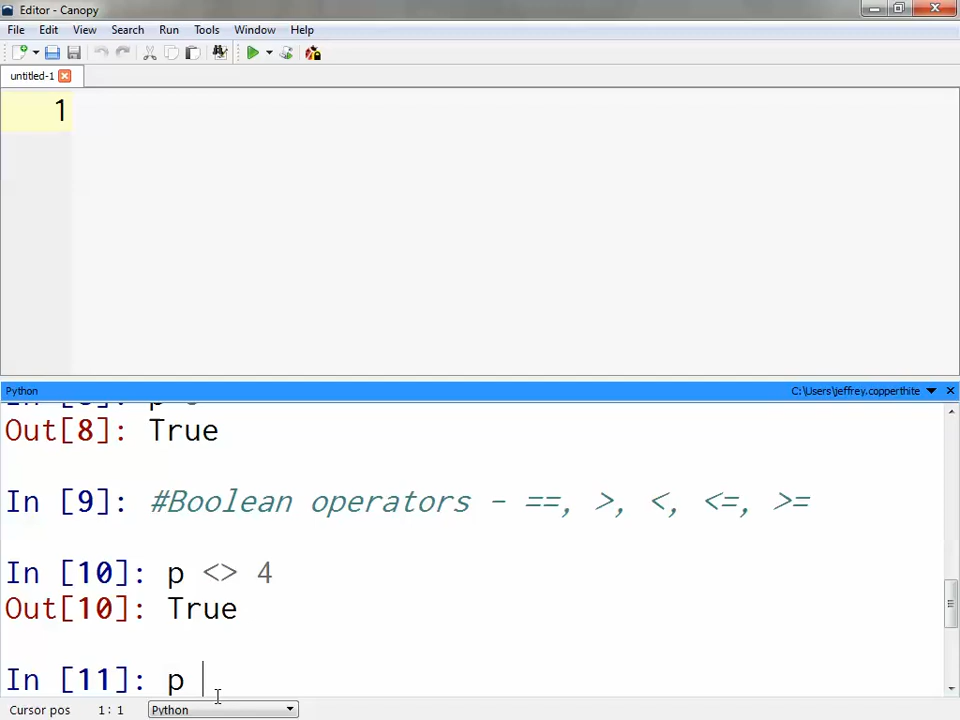 Editor - Canopy
File Edit View Search Run Tools Window Help
untitled-1
1
Python C:\Users\jeffrey.copperthite
Out[8]: True
In [9]: #Boolean operators - ==, >, <, <=, >=
In [10]: p <> 4
Out[10]: True
In [11]: p
Cursor pos 1: 1 Python